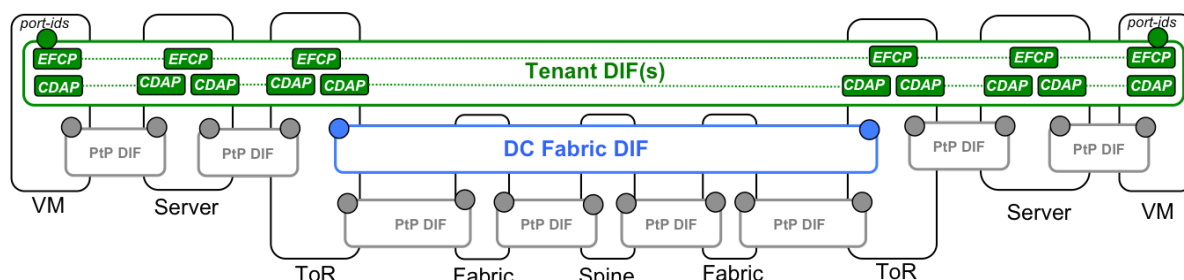 port-ids port-ids
EFCP EFCP EFCP EFCP EFCP EFCP
Tenant DIF(s)
CDAP CDAP CDAP CDAP CDAP CDAP CDAP CDAP CDAP CDAP
PtP DIF PtP DIF DC Fabric DIF PtP DIF PtP DIF
VM Server Server VM
PtP DIF PtP DIF PtP DIF PtP DIF
ToR Fabric Spine Fabric ToR